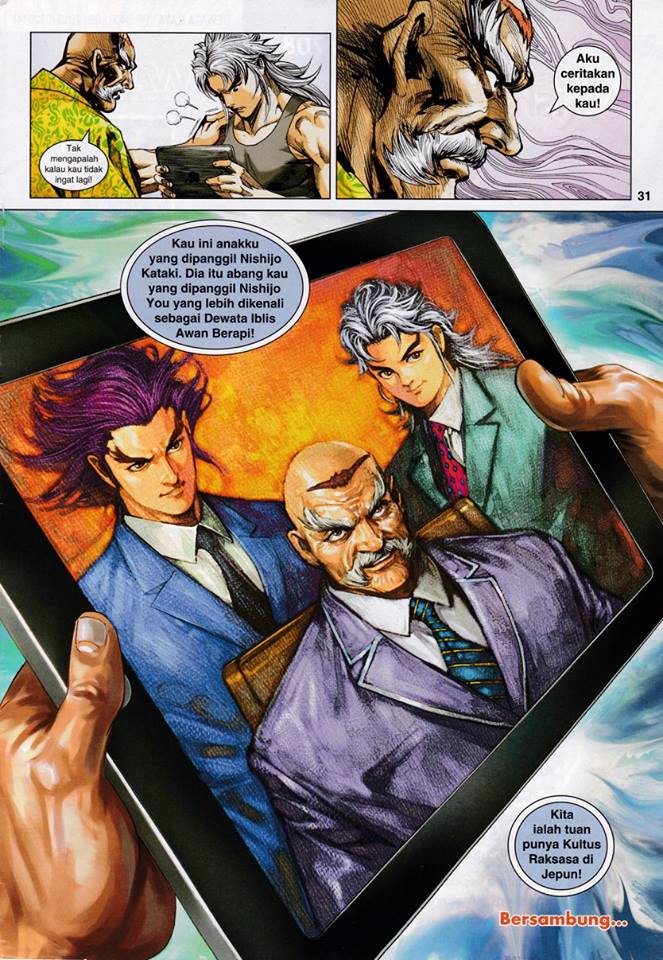 Tak
mengapalah
kalau kau tidak
ingat lagi!
Aku
ceritakan
kepada
kau!
31
Kau ini anakku
yang dipanggil Nishijo
Kataki. Dia itu abang kau
yang dipanggil Nishijo
You yang lebih dikenali
sebagai Dewata Iblis
Awan Berapi!
Kita
ialah tuan
punya Kultus
Raksasa di
Jepun!
Bersambung...